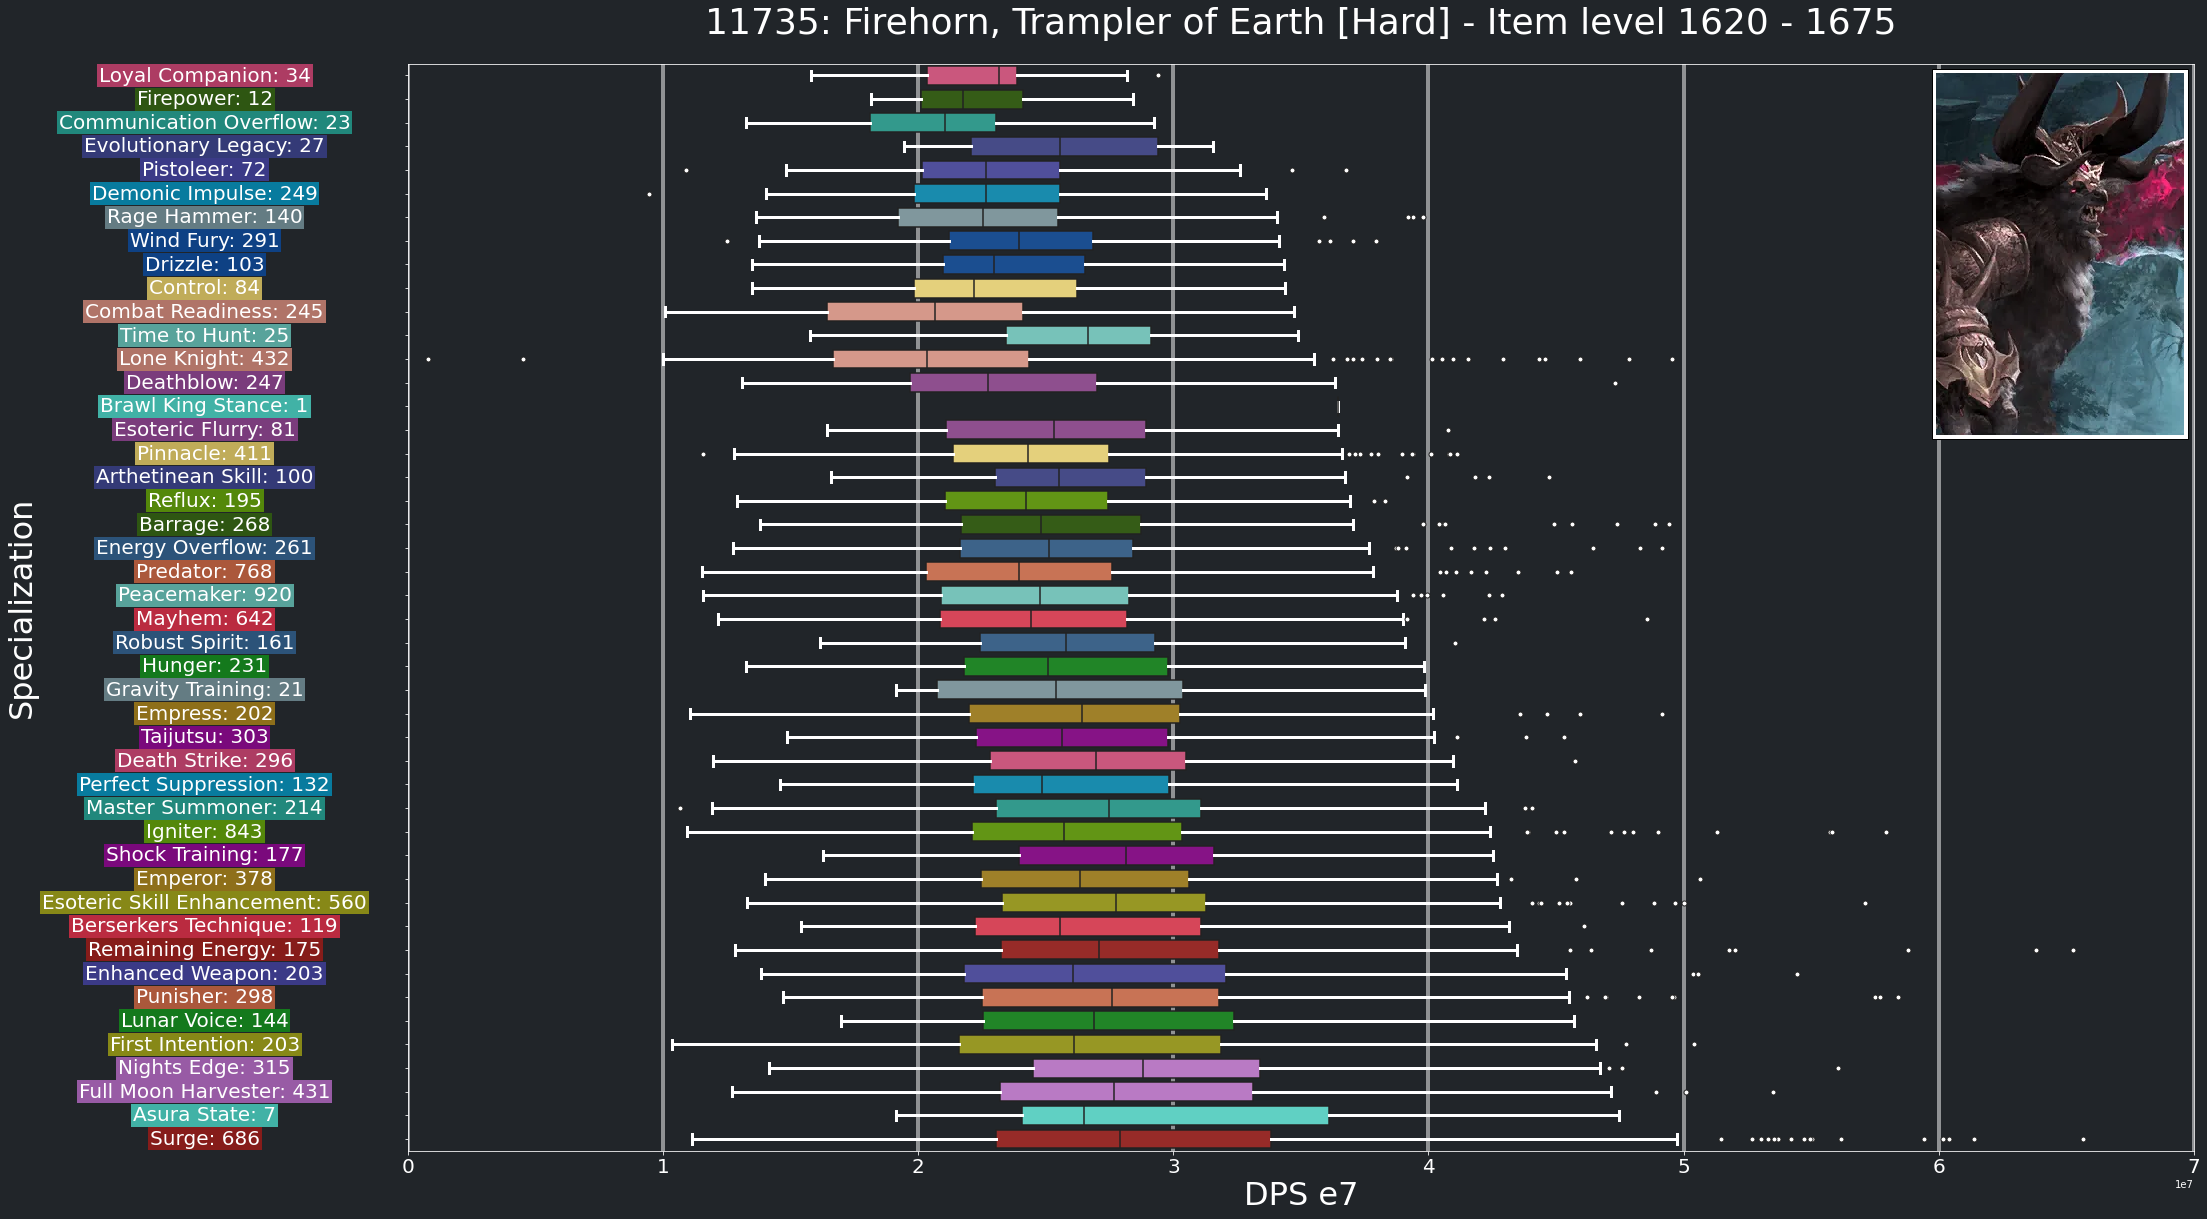 11735: Firehorn, Trampler of Earth [Hard] - Item level 1620 - 1675
Specialization
Loyal Companion: 34
Firepower: 12
Communication Overflow: 23
Evolutionary Legacy: 27
Pistoleer: 72
Demonic Impulse: 249
Rage Hammer: 140
Wind Fury: 291
Drizzle: 103
Control: 84
Combat Readiness: 245
Time to Hunt: 25
Lone Knight: 432
Deathblow: 247
Brawl King Stance: 1
Esoteric Flurry: 81
Pinnacle: 411
Arthetinean Skill: 100
Reflux: 195
Barrage: 268
Energy Overflow: 261
Predator: 768
Peacemaker: 920
Mayhem: 642
Robust Spirit: 161
Hunger: 231
Gravity Training: 21
Empress: 202
Taijutsu: 303
Death Strike: 296
Perfect Suppression: 132
Master Summoner: 214
Igniter: 843
Shock Training: 177
Emperor: 378
Esoteric Skill Enhancement: 560
Berserkers Technique: 119
Remaining Energy: 175
Enhanced Weapon: 203
Punisher: 298
Lunar Voice: 144
First Intention: 203
Nights Edge: 315
Full Moon Harvester: 431
Asura State: 7
Surge: 686
0 1 2 3 4 5 6 7
DPS e7
1e7